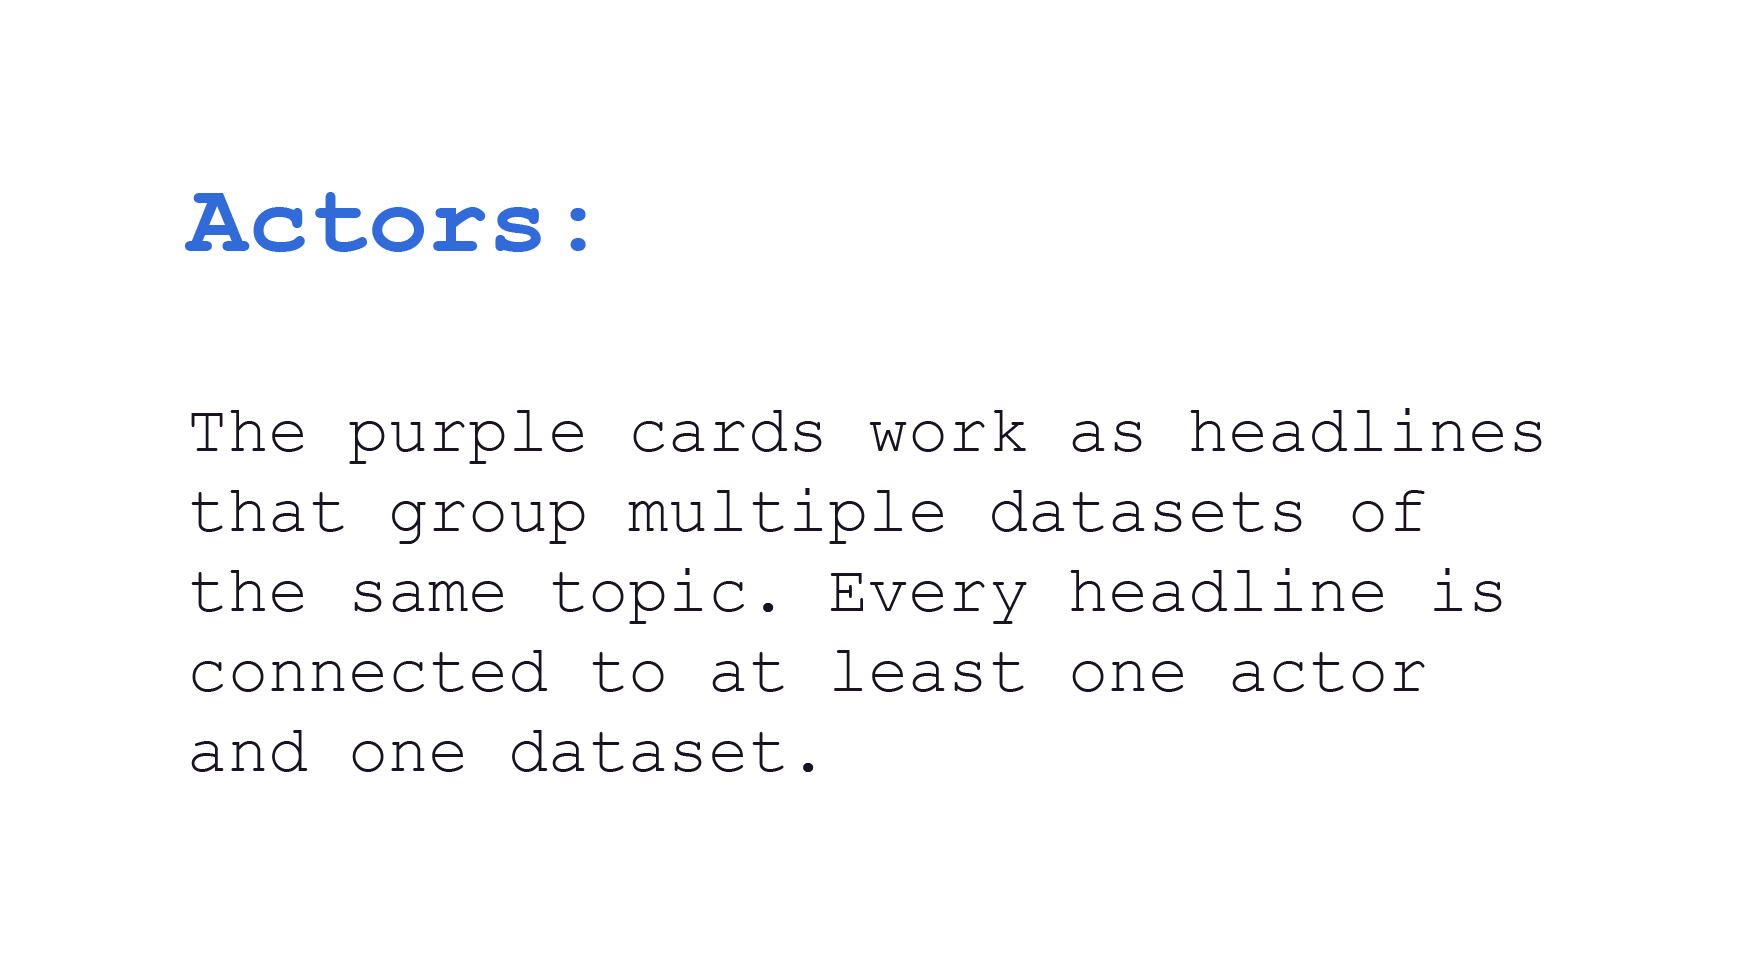 Actors:
The purple cards work as headlines
that group multiple datasets of
the same topic. Every headline is
connected to at least one actor
and one dataset.